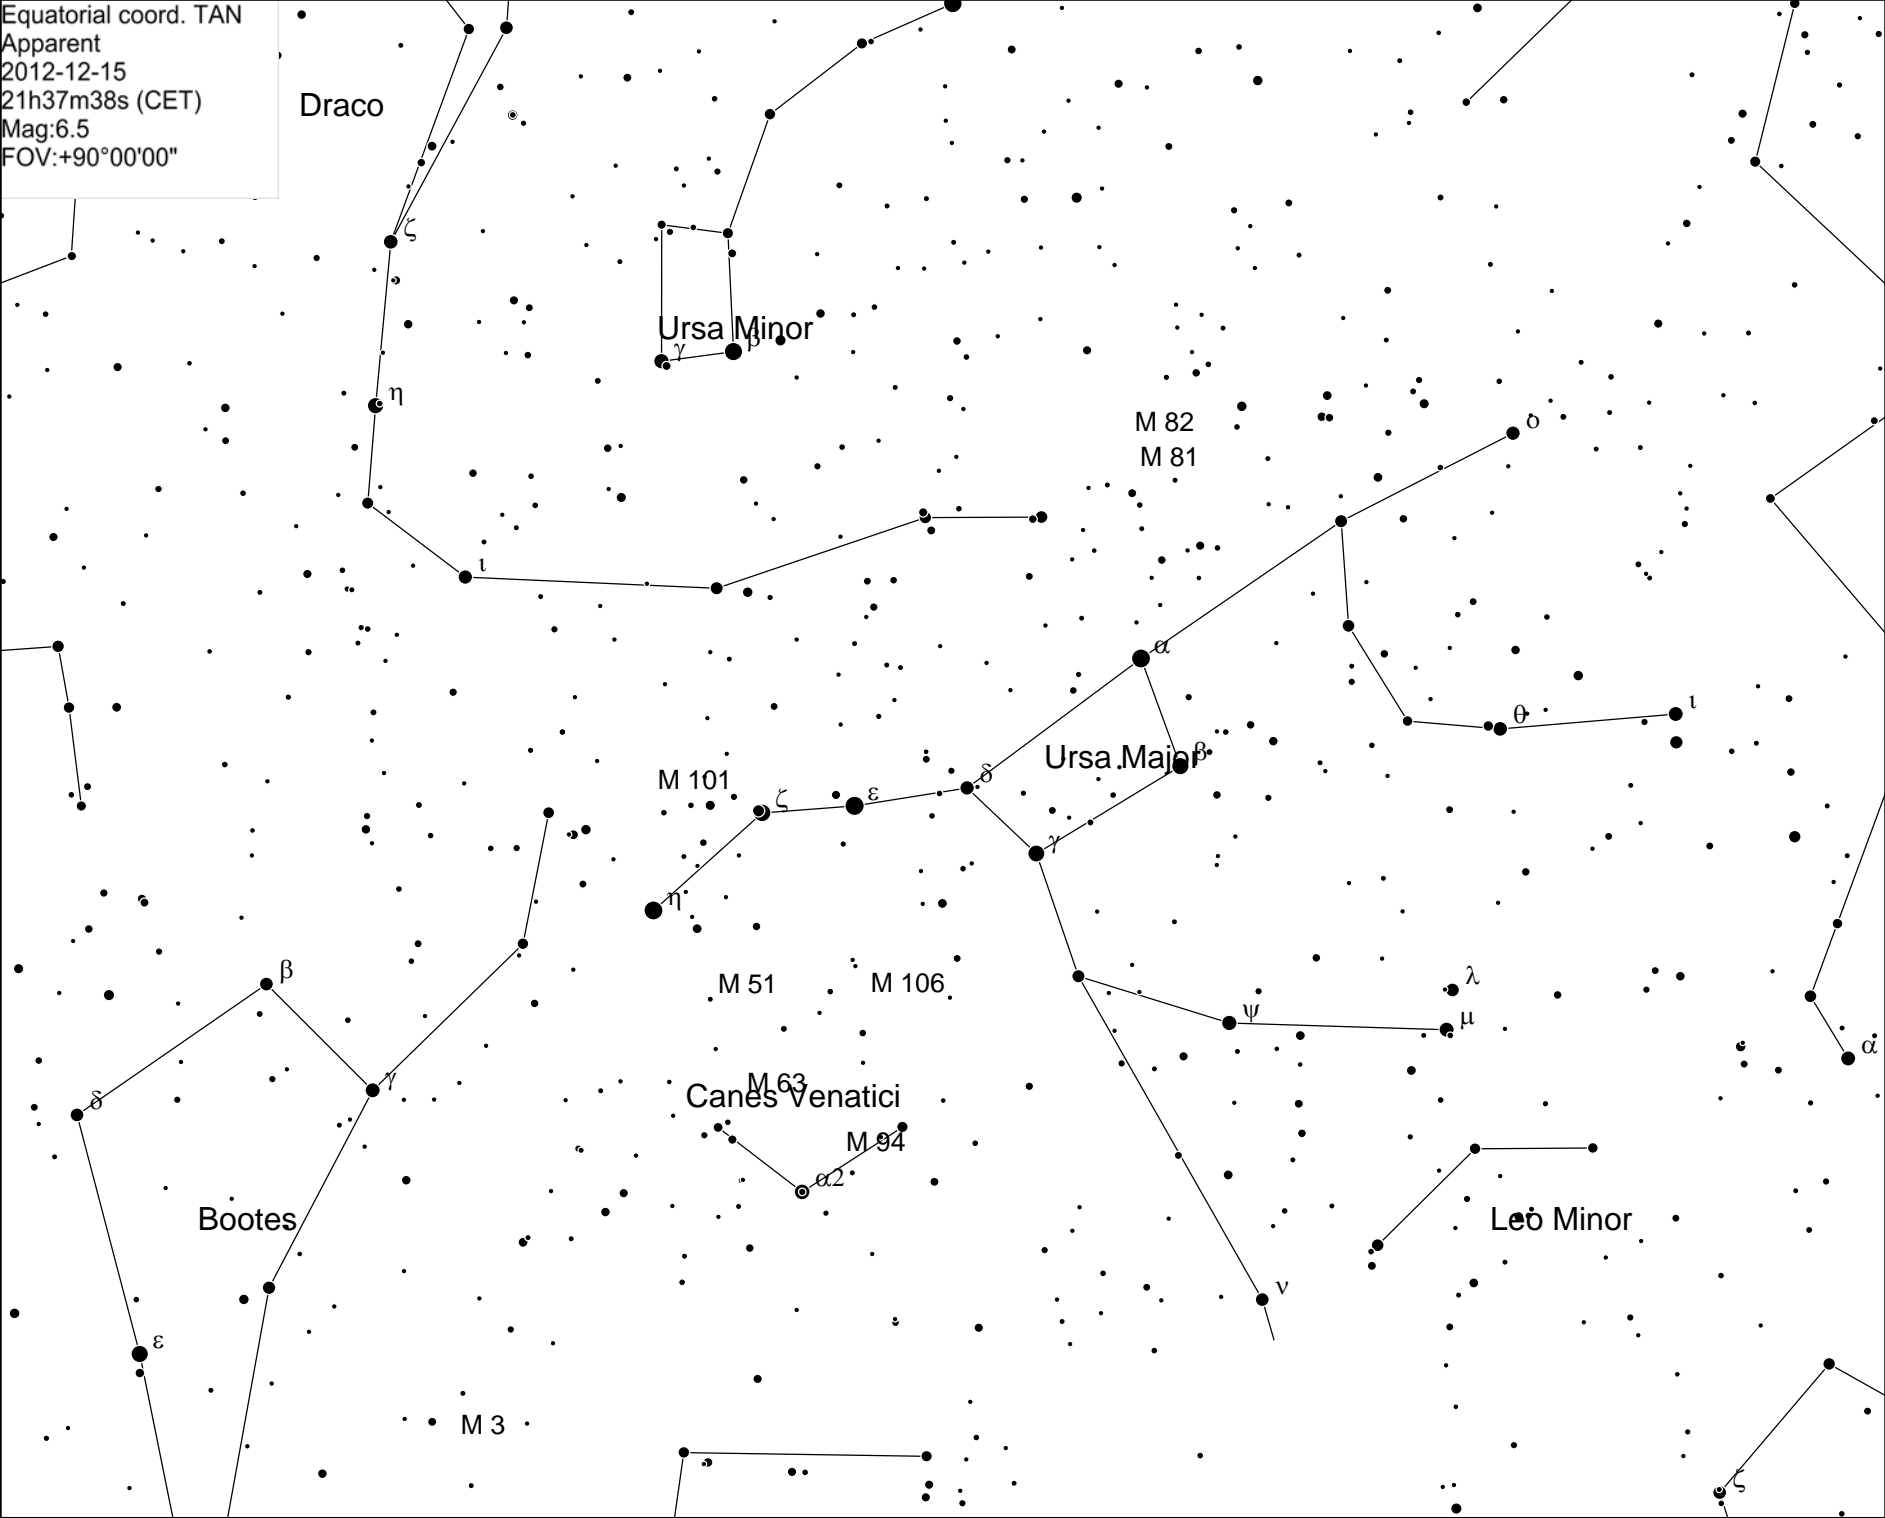 Equatorial coord. TAN
Apparent
2012-12-15
21h37m38s (CET)
Mag:6.5
FOV:+90°00'00"
Draco
ζ
Ursa Minor
β
γ
η
ο
M 82
M 81
ι
α
ι
θ
Ursa Major
β
δ
M 101
ζ
ε
γ
η
β
λ
M 51
M 106
ψ
μ
α
γ
M 63
Canes Venatici
δ
M 94
α2
Bootes
Leo Minor
ν
ε
M 3
ζ